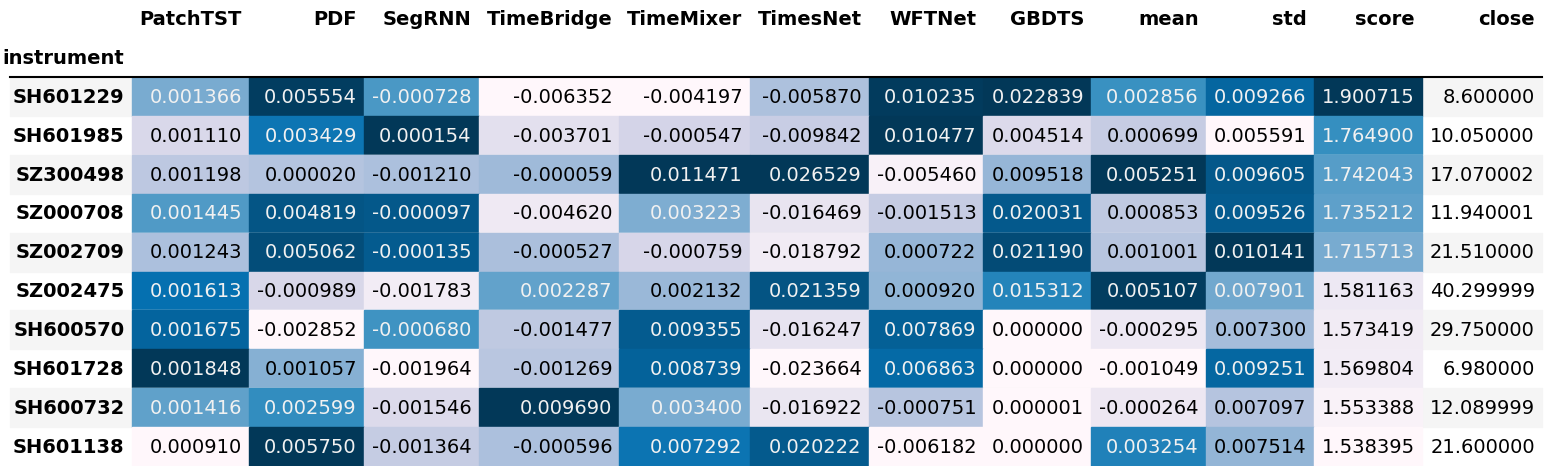 PatchTST PDF SegRNN TimeBridge TimeMixer TimesNet WFTNet GBDTS mean std score close
instrument
SH601229 0.001366 0.005554 -0.000728 -0.006352 -0.004197 -0.005870 0.010235 0.022839 0.002856 0.009266 1.900715 8.600000
SH601985 0.001110 0.003429 0.000154 -0.003701 -0.000547 -0.009842 0.010477 0.004514 0.000699 0.005591 1.764900 10.050000
SZ300498 0.001198 0.000020 -0.001210 -0.000059 0.011471 0.026529 -0.005460 0.009518 0.005251 0.009605 1.742043 17.070002
SZ000708 0.001445 0.004819 -0.000097 -0.004620 0.003223 -0.016469 -0.001513 0.020031 0.000853 0.009526 1.735212 11.940001
SZ002709 0.001243 0.005062 -0.000135 -0.000527 -0.000759 -0.018792 0.000722 0.021190 0.001001 0.010141 1.715713 21.510000
SZ002475 0.001613 -0.000989 -0.001783 0.002287 0.002132 0.021359 0.000920 0.015312 0.005107 0.007901 1.581163 40.299999
SH600570 0.001675 -0.002852 -0.000680 -0.001477 0.009355 -0.016247 0.007869 0.000000 -0.000295 0.007300 1.573419 29.750000
SH601728 0.001848 0.001057 -0.001964 -0.001269 0.008739 -0.023664 0.006863 0.000000 -0.001049 0.009251 1.569804 6.980000
SH600732 0.001416 0.002599 -0.001546 0.009690 0.003400 -0.016922 -0.000751 0.000001 -0.000264 0.007097 1.553388 12.089999
SH601138 0.000910 0.005750 -0.001364 -0.000596 0.007292 0.020222 -0.006182 0.000000 0.003254 0.007514 1.538395 21.600000